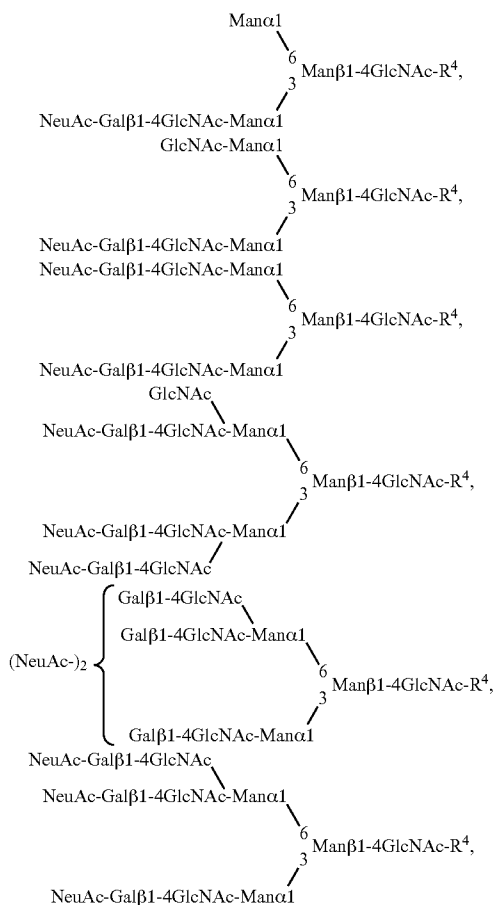 Manα1
6
Manβ1-4GlcNAc-R⁴,
3
NeuAc-Galβ1-4GlcNAc-Manα1
GlcNAc-Manα1
6
Manβ1-4GlcNAc-R⁴,
3
NeuAc-Galβ1-4GlcNAc-Manα1
NeuAc-Galβ1-4GlcNAc-Manα1
6
Manβ1-4GlcNAc-R⁴,
3
NeuAc-Galβ1-4GlcNAc-Manα1
GlcNAc
NeuAc-Galβ1-4GlcNAc-Manα1
6
Manβ1-4GlcNAc-R⁴,
3
NeuAc-Galβ1-4GlcNAc-Manα1
NeuAc-Galβ1-4GlcNAc
Galβ1-4GlcNAc
Galβ1-4GlcNAc-Manα1
(NeuAc-)₂
6
Manβ1-4GlcNAc-R⁴,
3
Galβ1-4GlcNAc-Manα1
NeuAc-Galβ1-4GlcNAc
NeuAc-Galβ1-4GlcNAc-Manα1
6
Manβ1-4GlcNAc-R⁴,
3
NeuAc-Galβ1-4GlcNAc-Manα1